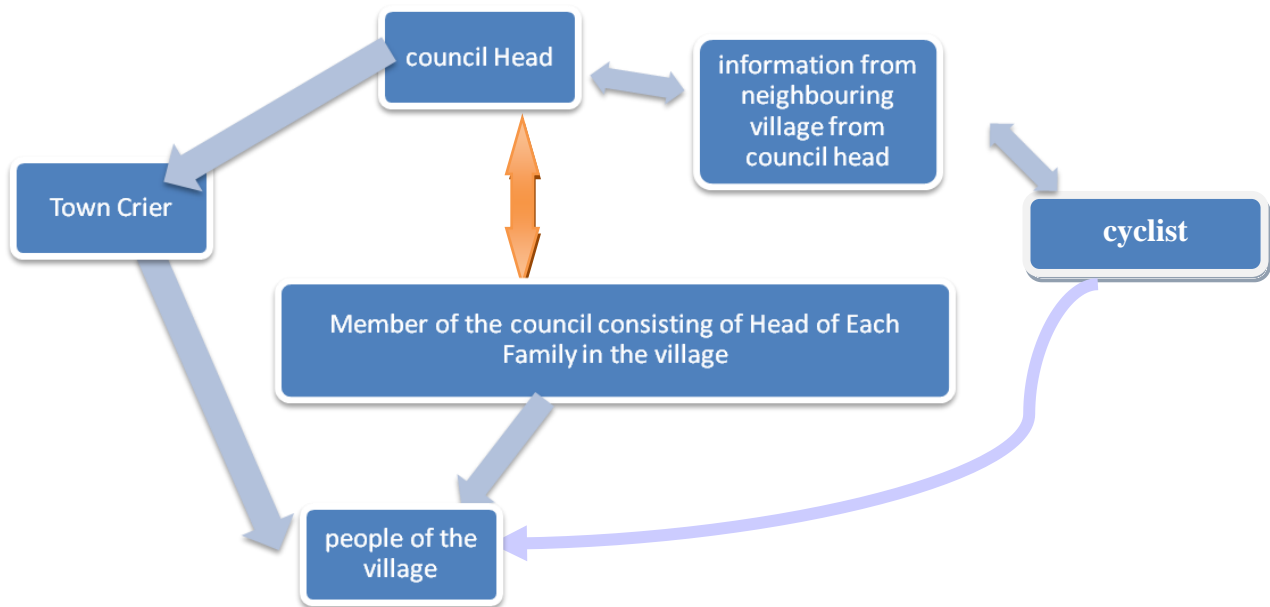 council Head
information from
neighbouring
village from
council head
Town Crier
cyclist
Member of the council consisting of Head of Each
Family in the village
people of the
village